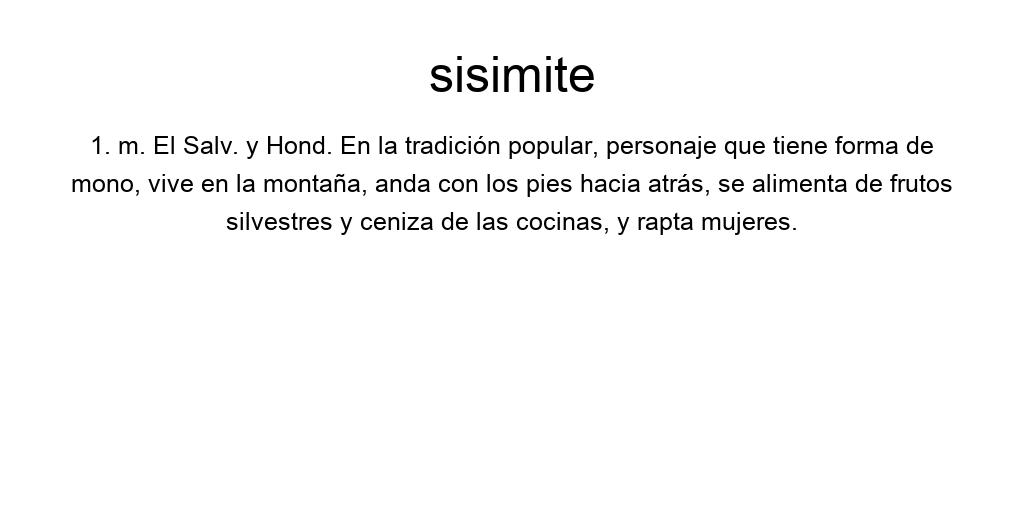 sisimite
1. m. El Salv. y Hond. En la tradición popular, personaje que tiene forma de
mono, vive en la montaña, anda con los pies hacia atrás, se alimenta de frutos
silvestres y ceniza de las cocinas, y rapta mujeres.